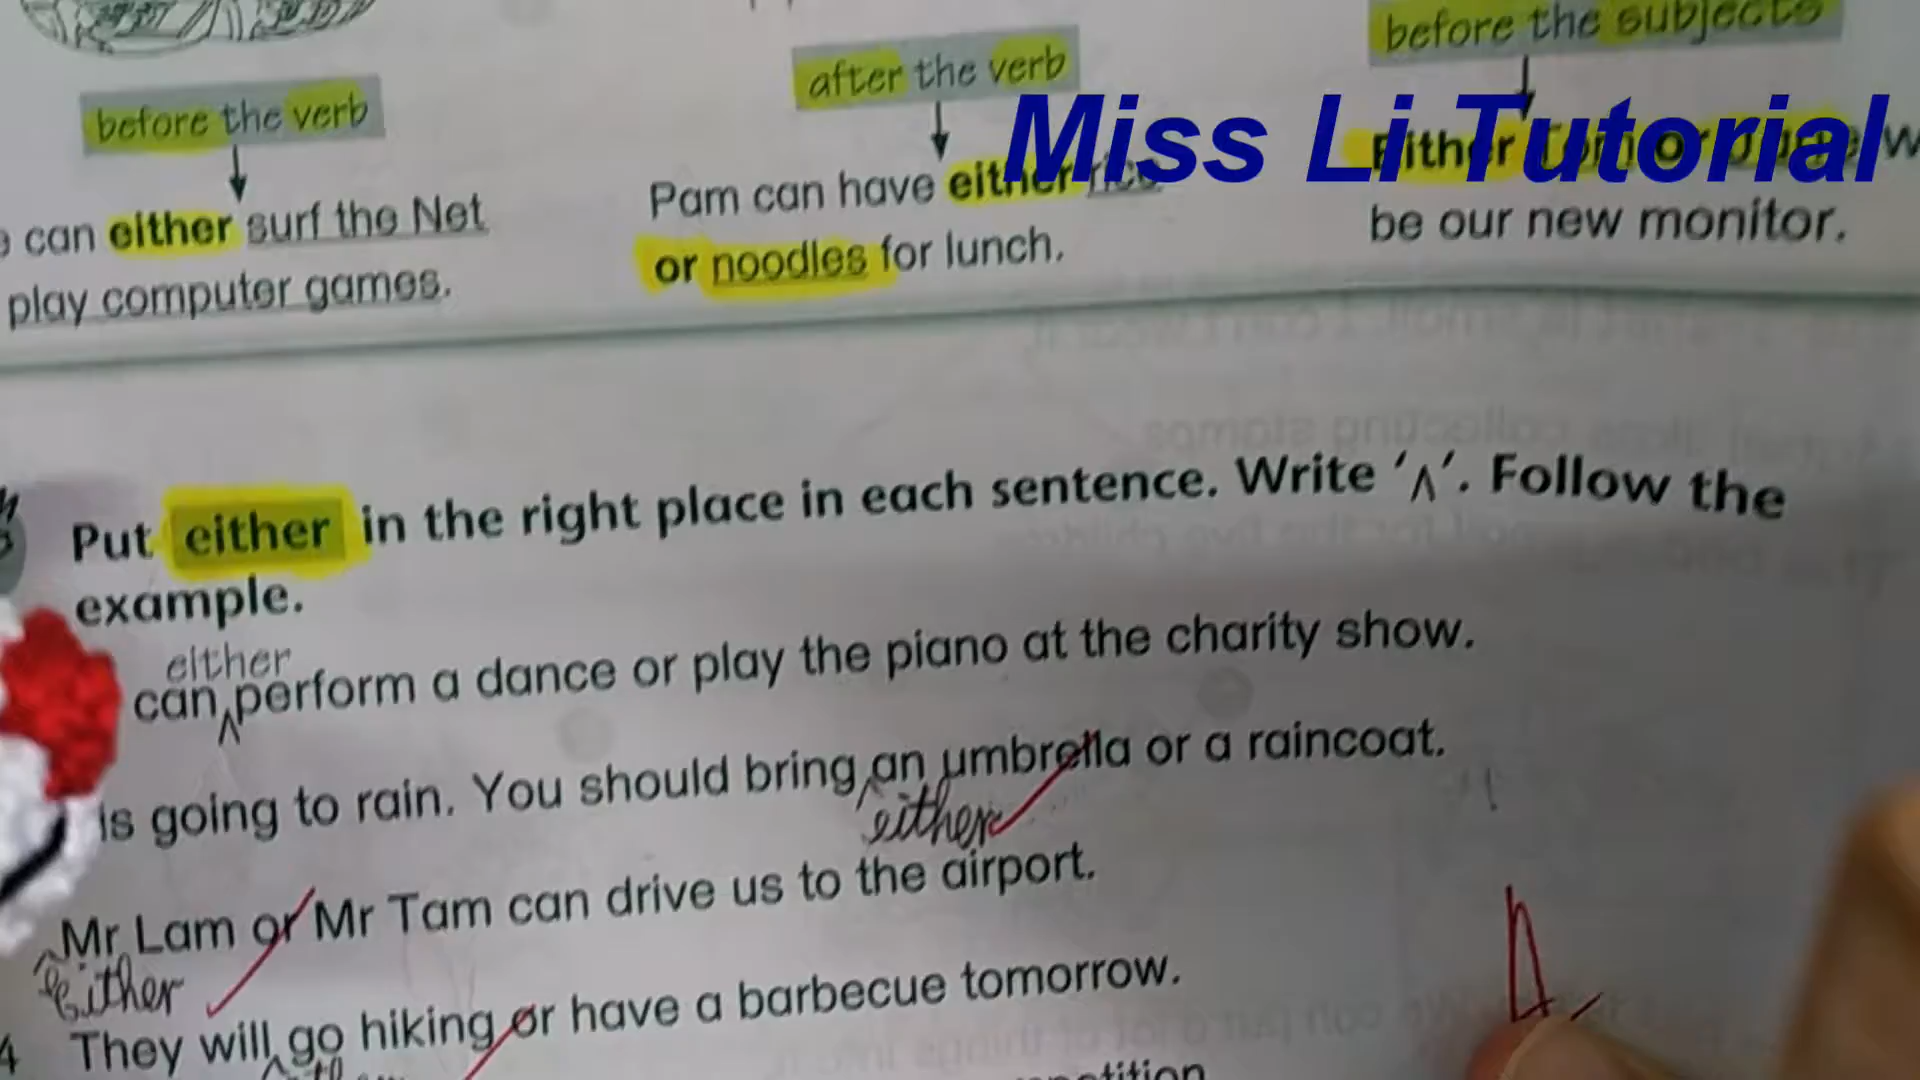 before the verb
after the verb
before the subjects
Miss Li Tutorial
can either surf the Net
play computer games.
Pam can have either rice
or noodles for lunch.
Either or
be our new monitor.
Put either in the right place in each sentence. Write ‘∧’. Follow the
example.
either
can ∧ perform a dance or play the piano at the charity show.
is going to rain. You should bring ∧ an umbrella or a raincoat.
either
∧ Mr Lam or Mr Tam can drive us to the airport.
Either
4 They will ∧ go hiking or have a barbecue tomorrow.